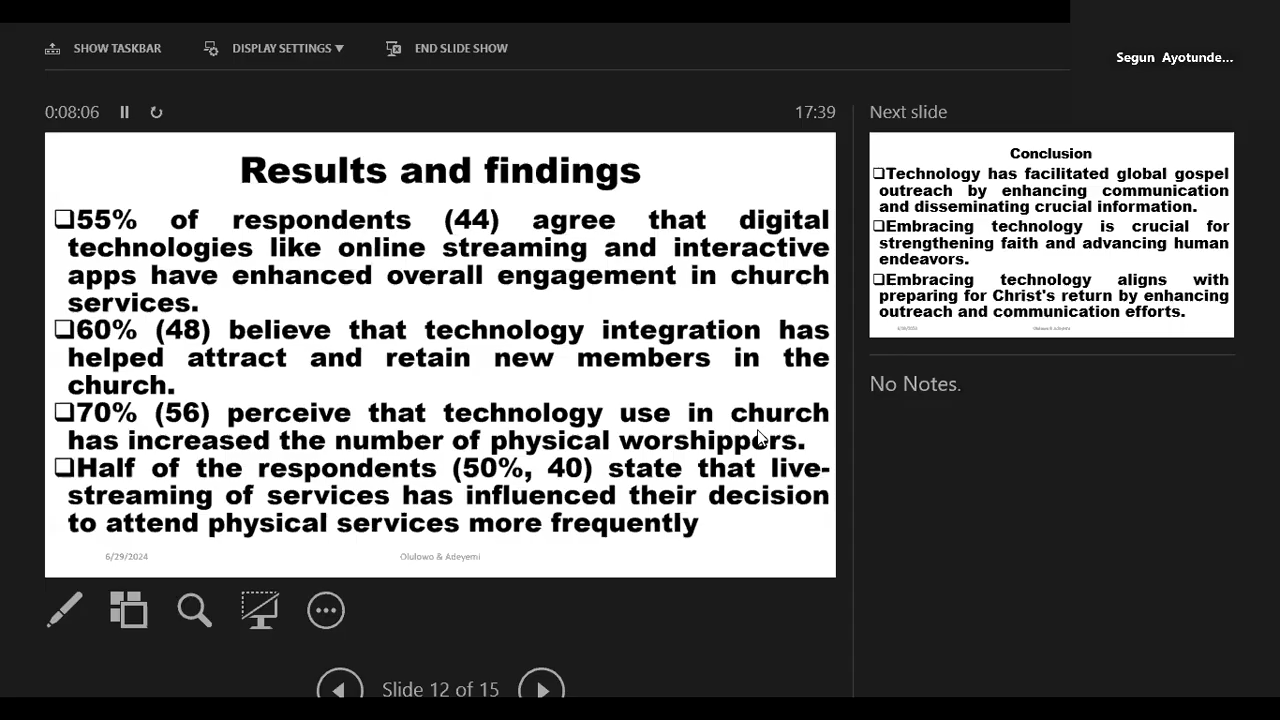 SHOW TASKBAR
DISPLAY SETTINGS ▼
END SLIDE SHOW
Segun Ayotunde...
0:08:06
17:39
Next slide
Results and findings
❑55% of respondents (44) agree that digital
technologies like online streaming and interactive
apps have enhanced overall engagement in church
services.
❑60% (48) believe that technology integration has
helped attract and retain new members in the
church.
❑70% (56) perceive that technology use in church
has increased the number of physical worshippers.
❑Half of the respondents (50%, 40) state that live-
streaming of services has influenced their decision
to attend physical services more frequently
6/29/2024
Olulowo & Adeyemi
Conclusion
❑Technology has facilitated global gospel
outreach by enhancing communication
and disseminating crucial information.
❑Embracing technology is crucial for
strengthening faith and advancing human
endeavors.
❑Embracing technology aligns with
preparing for Christ's return by enhancing
outreach and communication efforts.
6/29/2024
Olulowo & Adeyemi
No Notes.
Slide 12 of 15